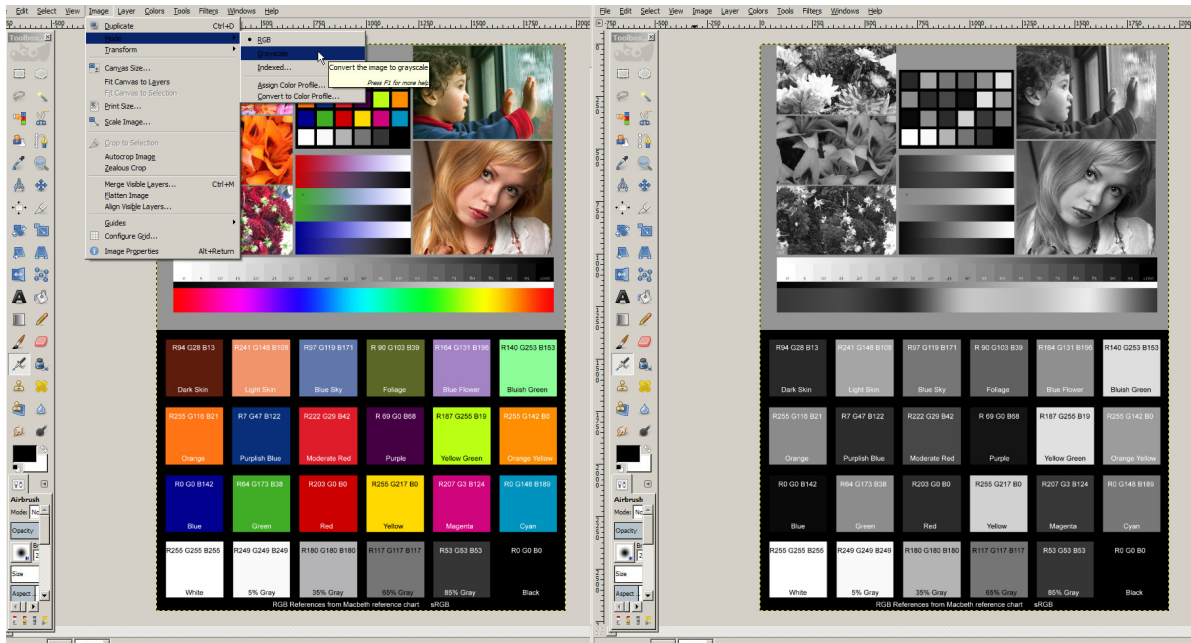 Edit Select View Image Layer Colors Tools Filters Windows Help
File Edit Select View Image Layer Colors Tools Filters Windows Help
Duplicate Ctrl+D
Mode
Transform
Canvas Size...
Fit Canvas to Layers
Fit Canvas to Selection
Print Size...
Scale Image...
Crop to Selection
Autocrop Image
Zealous Crop
Merge Visible Layers... Ctrl+M
Flatten Image
Align Visible Layers...
Guides
Configure Grid...
Image Properties Alt+Return
RGB
Grayscale
Indexed...
Assign Color Profile...
Convert to Color Profile...
Convert the image to grayscale
Press F1 for more help
R94 G28 B13 R241 G148 B108 R97 G119 B171 R 90 G103 B39 R164 G131 B196 R140 G253 B153
Dark Skin Light Skin Blue Sky Foliage Blue Flower Bluish Green
R255 G116 B21 R7 G47 B122 R222 G29 B42 R 69 G0 B68 R187 G255 B19 R255 G142 B0
Orange Purplish Blue Moderate Red Purple Yellow Green Orange Yellow
R0 G0 B142 R64 G173 B38 R203 G0 B0 R255 G217 B0 R207 G3 B124 R0 G148 B189
Blue Green Red Yellow Magenta Cyan
R255 G255 B255 R249 G249 B249 R180 G180 B180 R117 G117 B117 R53 G53 B53 R0 G0 B0
White 5% Gray 35% Gray 65% Gray 85% Gray Black
RGB References from Macbeth reference chart sRGB
Airbrush
Opacity
Size
Aspect
R94 G28 B13 R241 G148 B108 R97 G119 B171 R 90 G103 B39 R164 G131 B196 R140 G253 B153
Dark Skin Light Skin Blue Sky Foliage Blue Flower Bluish Green
R255 G116 B21 R7 G47 B122 R222 G29 B42 R 69 G0 B68 R187 G255 B19 R255 G142 B0
Orange Purplish Blue Moderate Red Purple Yellow Green Orange Yellow
R0 G0 B142 R64 G173 B38 R203 G0 B0 R255 G217 B0 R207 G3 B124 R0 G148 B189
Blue Green Red Yellow Magenta Cyan
R255 G255 B255 R249 G249 B249 R180 G180 B180 R117 G117 B117 R53 G53 B53 R0 G0 B0
White 5% Gray 35% Gray 65% Gray 85% Gray Black
RGB References from Macbeth reference chart sRGB
Airbrush
Opacity
Size
Aspect